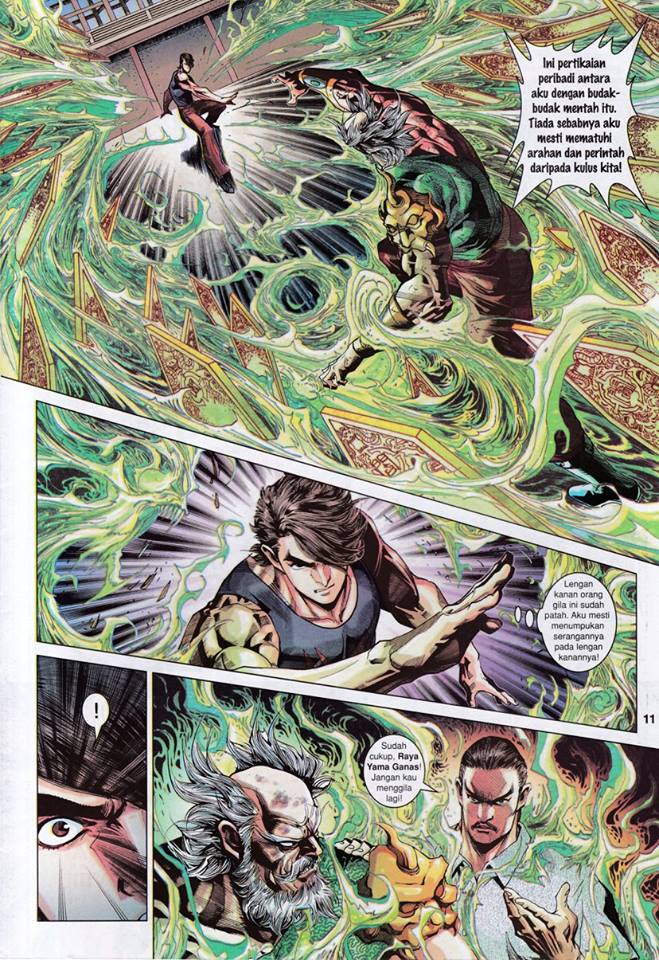 Ini pertikaian
peribadi antara
aku dengan budak-
budak mentah itu.
Tiada sebabnya aku
mesti mematuhi
arahan dan perintah
daripada kulus kita!
Lengan
kanan orang
gila ini sudah
patah. Aku mesti
menumpukan
serangannya
pada lengan
kanannya!
11
!
Sudah
cukup, Raya
Yama Ganas!
Jangan kau
menggila
lagi!